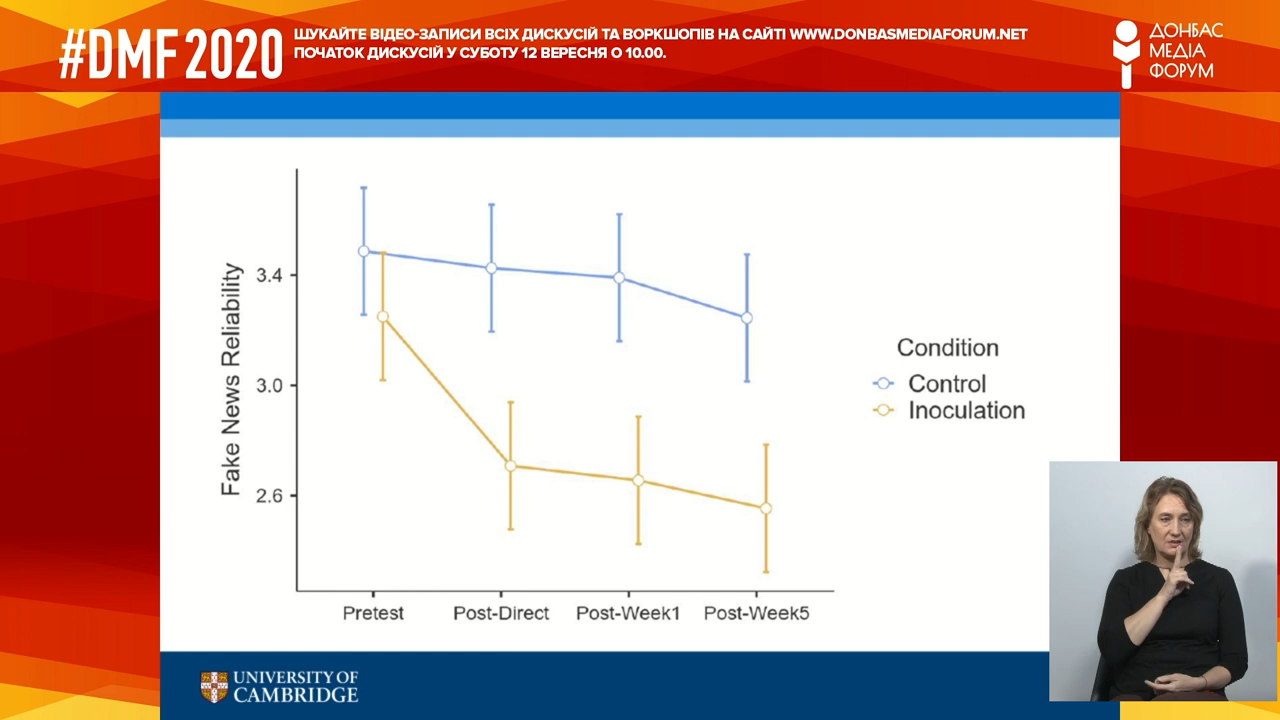 #DMF2020
ШУКАЙТЕ ВІДЕО-ЗАПИСИ ВСІХ ДИСКУСІЙ ТА ВОРКШОПІВ НА САЙТІ WWW.DONBASMEDIAFORUM.NET
ПОЧАТОК ДИСКУСІЙ У СУБОТУ 12 ВЕРЕСНЯ О 10.00.
ДОНБАС
МЕДІА
ФОРУМ
Fake News Reliability
3.4
3.0
2.6
Pretest
Post-Direct
Post-Week1
Post-Week5
Condition
Control
Inoculation
UNIVERSITY OF
CAMBRIDGE